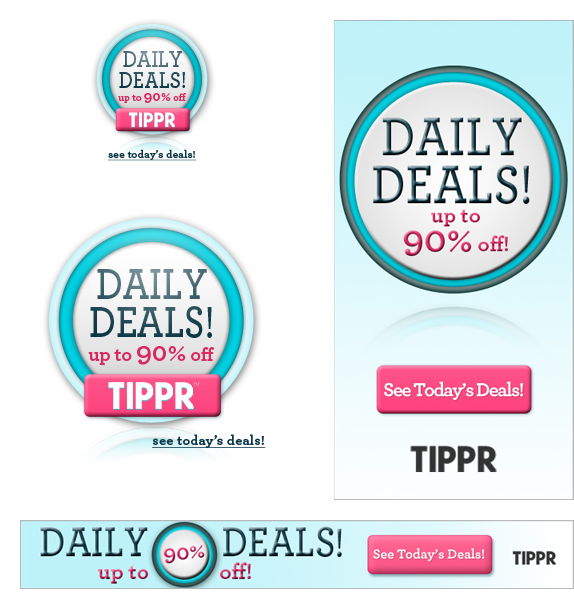 DAILY
DEALS!
up to 90% off
TIPPR
see today's deals!
DAILY
DEALS!
up to
90% off!
See Today's Deals!
TIPPR
DAILY
DEALS!
up to 90% off
TIPPR™
see today's deals!
DAILY 90% DEALS!
up to off!
See Today's Deals!
TIPPR